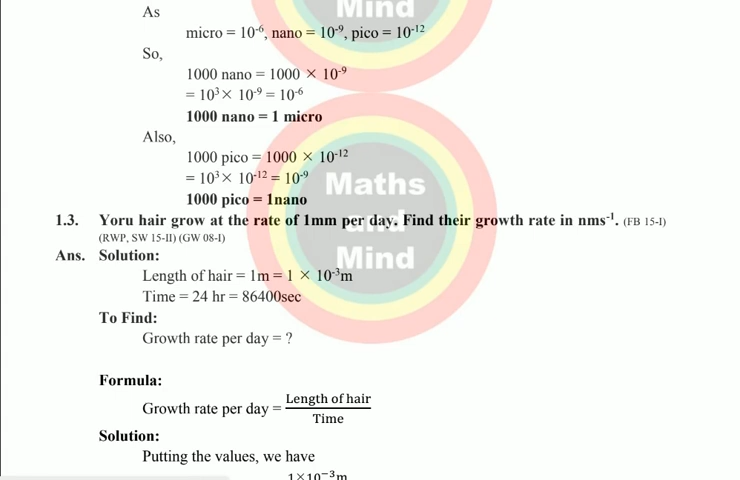 Mind
As
micro = 10⁻⁶, nano = 10⁻⁹, pico = 10⁻¹²
So,
1000 nano = 1000 × 10⁻⁹
= 10³× 10⁻⁹ = 10⁻⁶
1000 nano = 1 micro
Also,
1000 pico = 1000 × 10⁻¹²
= 10³× 10⁻¹² = 10⁻⁹
Maths
1000 pico = 1nano
1.3. Yoru hair grow at the rate of 1mm per day. Find their growth rate in nms⁻¹. (FB 15-I)
and
(RWP, SW 15-II) (GW 08-I)
Ans. Solution:
Mind
Length of hair = 1m = 1 × 10⁻³m
Time = 24 hr = 86400sec
To Find:
Growth rate per day = ?
Formula:
Growth rate per day = Length of hair / Time
Solution:
Putting the values, we have
1×10⁻³m